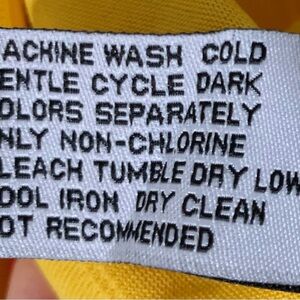 ACHINE WASH COLD
ENTLE CYCLE DARK
OLORS SEPARATELY
NLY NON-CHLORINE
LEACH TUMBLE DRY LOW
OOL IRON DRY CLEAN
OT RECOMMENDED